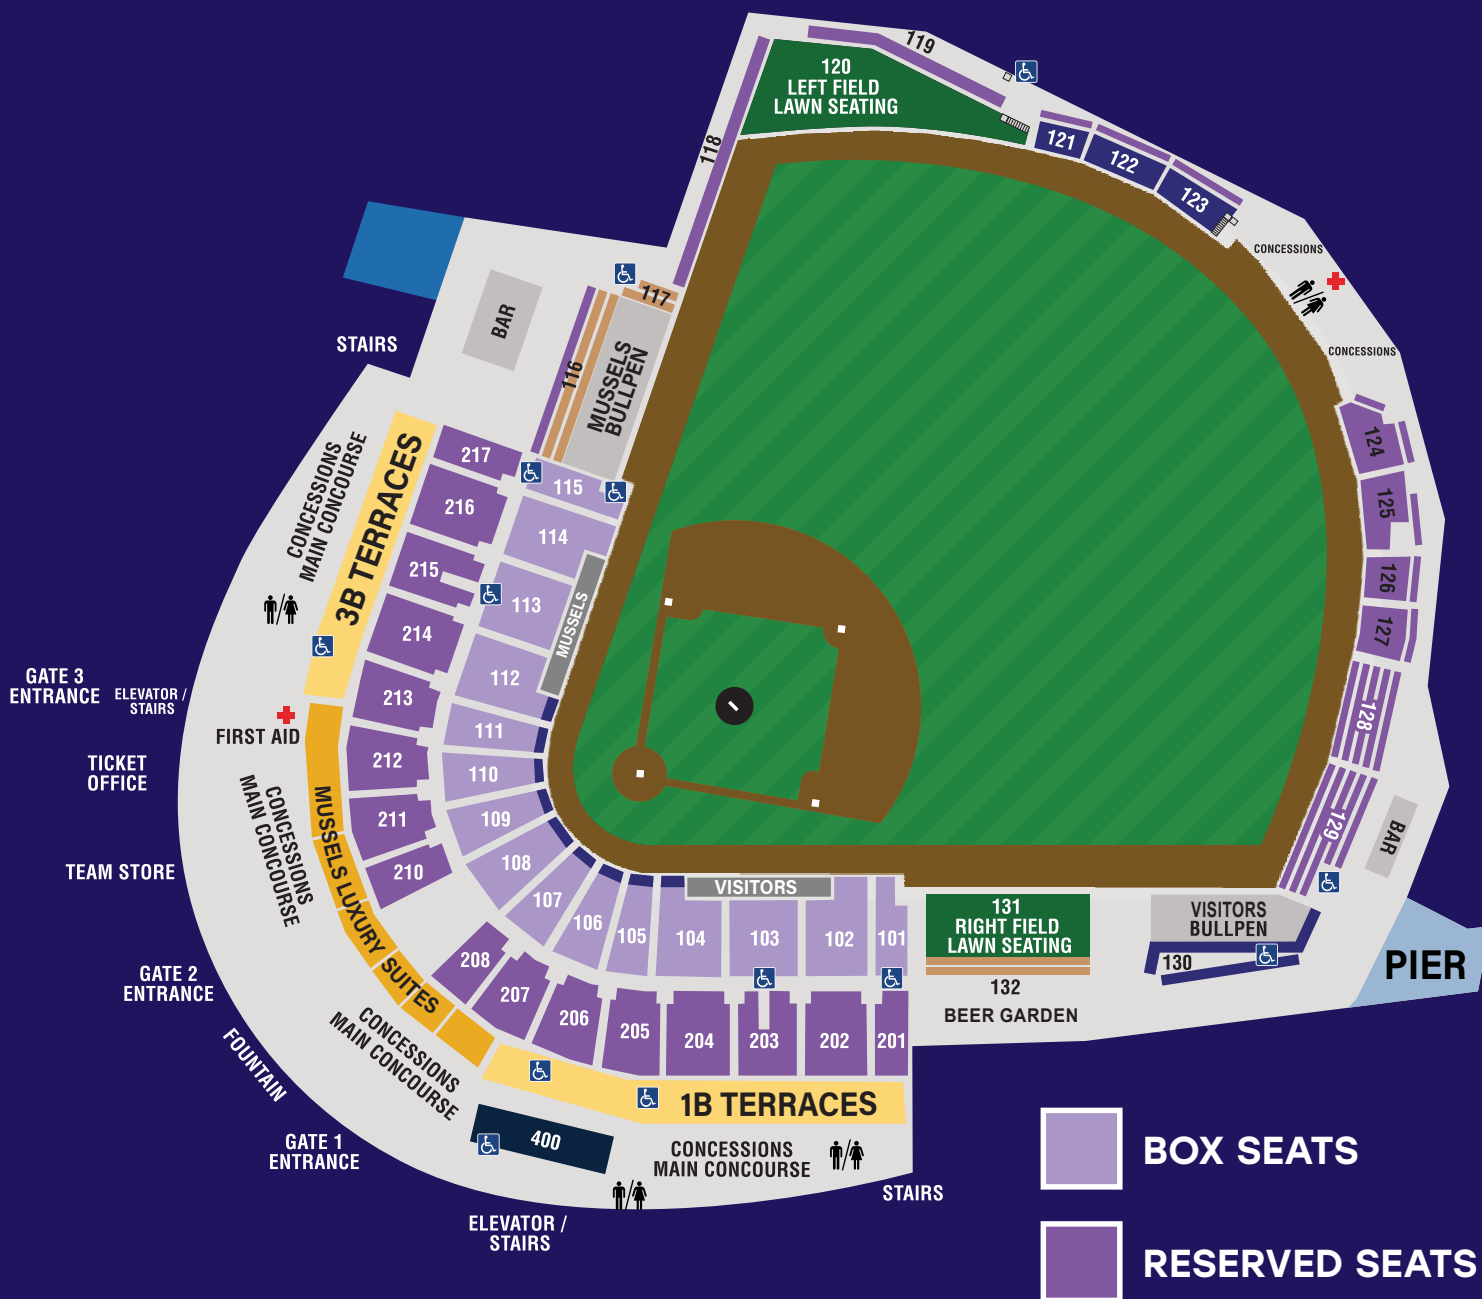 119
120
LEFT FIELD
LAWN SEATING
118
121
122
123
CONCESSIONS
CONCESSIONS
117
BAR
STAIRS
116
MUSSELS
BULLPEN
124
125
126
127
128
129
BAR
217
216
215
214
213
212
211
210
115
114
113
112
111
110
109
108
107
106
105
104
103
102
101
MUSSELS
VISITORS
CONCESSIONS
MAIN CONCOURSE
3B TERRACES
GATE 3
ENTRANCE
ELEVATOR /
STAIRS
FIRST AID
TICKET
OFFICE
CONCESSIONS
MAIN CONCOURSE
MUSSELS LUXURY SUITES
TEAM STORE
GATE 2
ENTRANCE
208
207
206
205
204
203
202
201
131
RIGHT FIELD
LAWN SEATING
132
BEER GARDEN
VISITORS
BULLPEN
130
PIER
CONCESSIONS
MAIN CONCOURSE
FOUNTAIN
1B TERRACES
GATE 1
ENTRANCE
400
CONCESSIONS
MAIN CONCOURSE
STAIRS
ELEVATOR /
STAIRS
BOX SEATS
RESERVED SEATS